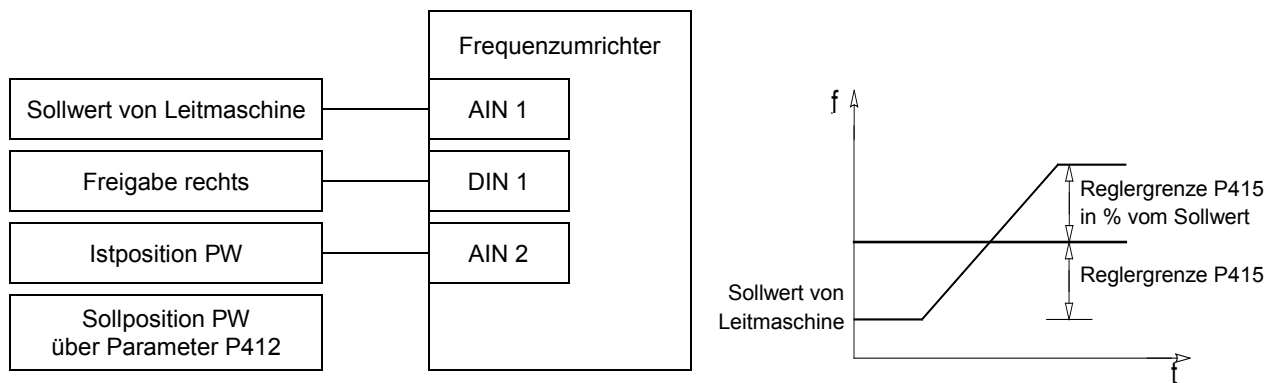 Frequenzumrichter
Sollwert von Leitmaschine
AIN 1
Freigabe rechts
DIN 1
Istposition PW
AIN 2
Sollposition PW
über Parameter P412
f
Reglergrenze P415
in % vom Sollwert
Reglergrenze P415
Sollwert von
Leitmaschine
t